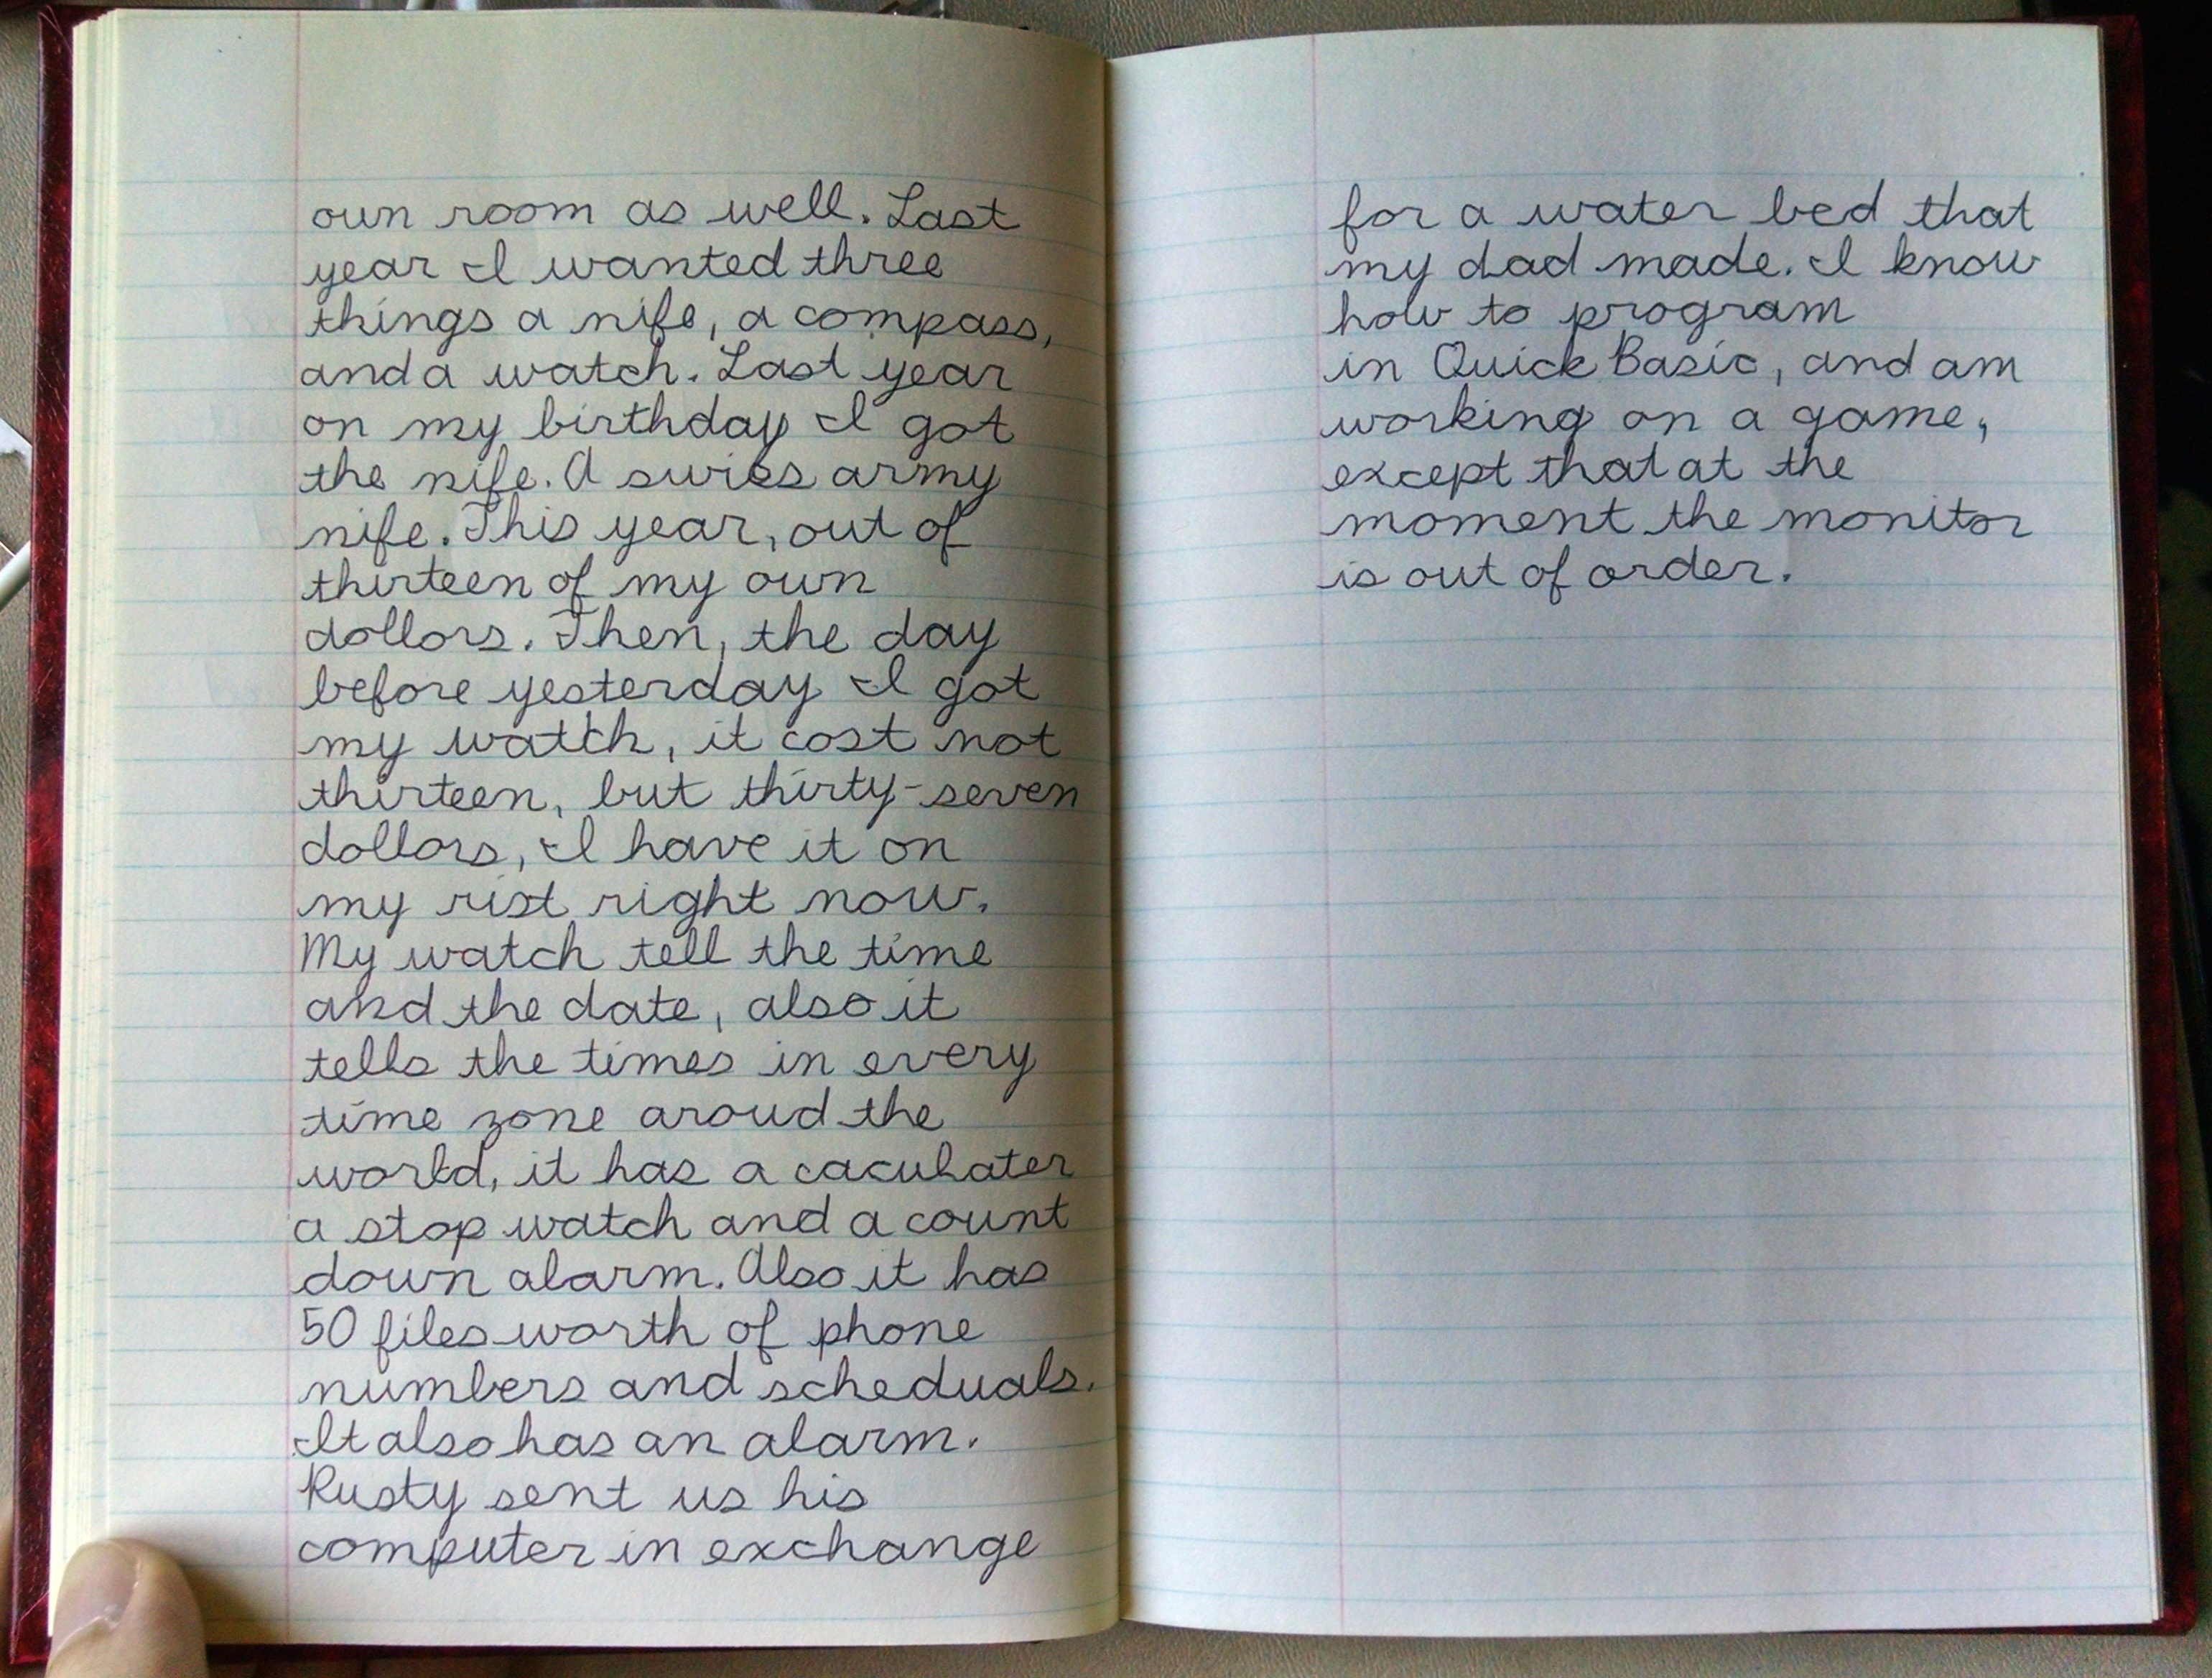 own room as well. Last
year I wanted three
things a nife, a compass,
and a watch. Last year
on my birthday I got
the nife. A swiss army
nife. This year, out of
thirteen of my own
dollors. Then, the day
before yesterday I got
my watch, it cost not
thirteen, but thirty-seven
dollors, I have it on
my rist right now.
My watch tell the time
and the date, also it
tells the times in every
time zone aroud the
world, it has a caculater
a stop watch and a count
down alarm. Also it has
50 files worth of phone
numbers and scheduals.
It also has an alarm.
Rusty sent us his
computer in exchange
for a water bed that
my dad made. I know
how to program
in Quick Basic, and am
working on a game,
except that at the
moment the monitor
is out of order.